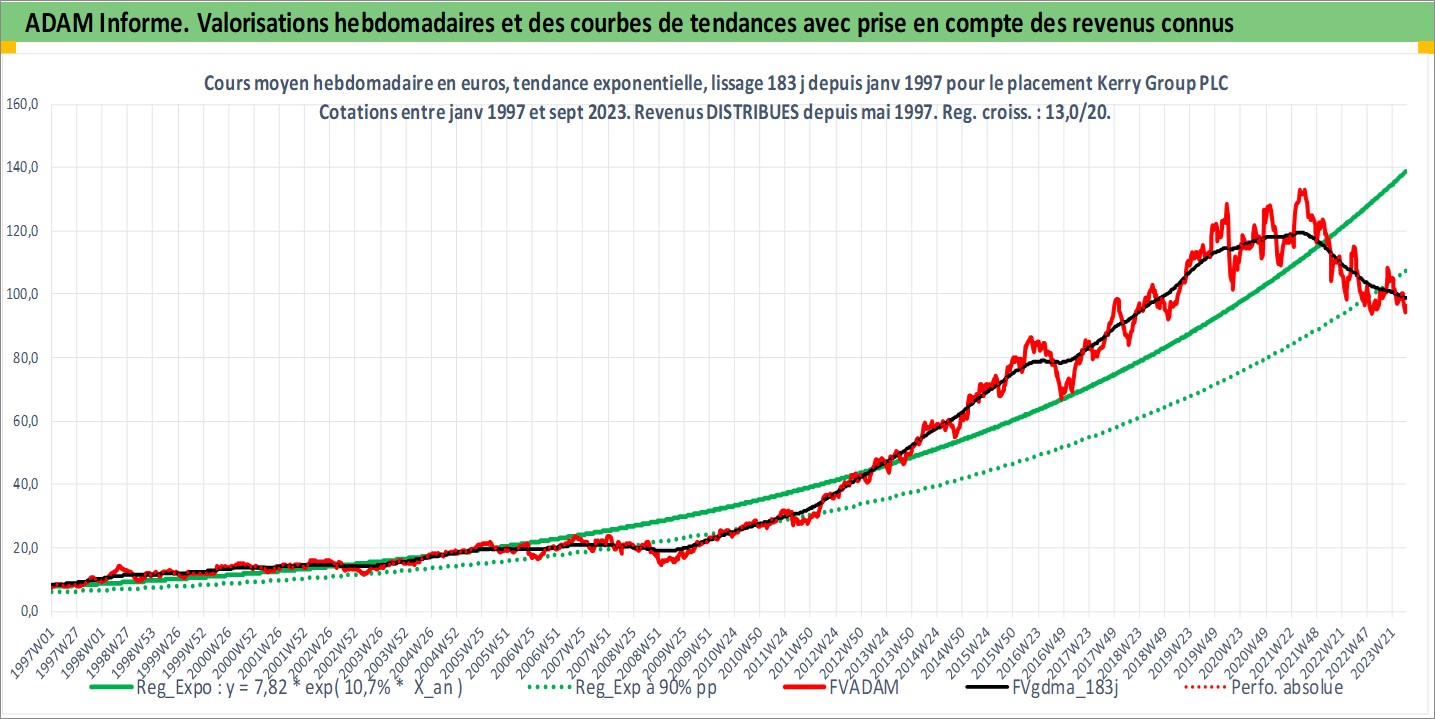 ADAM Informe. Valorisations hebdomadaires et des courbes de tendances avec prise en compte des revenus connus
Cours moyen hebdomadaire en euros, tendance exponentielle, lissage 183 j depuis janv 1997 pour le placement Kerry Group PLC
Cotations entre janv 1997 et sept 2023. Revenus DISTRIBUES depuis mai 1997. Reg. croiss. : 13,0/20.
160,0
140,0
120,0
100,0
80,0
60,0
40,0
20,0
0,0
1997W01
1997W27
1998W01
1998W27
1998W53
1999W26
1999W52
2000W26
2000W52
2001W26
2001W52
2002W26
2002W52
2003W26
2003W52
2004W26
2004W52
2005W25
2005W51
2006W25
2006W51
2007W25
2007W51
2008W25
2008W51
2009W25
2009W51
2010W24
2010W50
2011W24
2011W50
2012W24
2012W50
2013W24
2013W50
2014W24
2014W50
2015W24
2015W50
2016W23
2016W49
2017W23
2017W49
2018W23
2018W49
2019W23
2019W49
2020W23
2020W49
2021W22
2021W48
2022W21
2022W47
2023W21
Reg_Expo : y = 7,82 * exp( 10,7% * X_an )
Reg_Exp à 90% pp
FVADAM
FVgdma_183j
Perfo. absolue